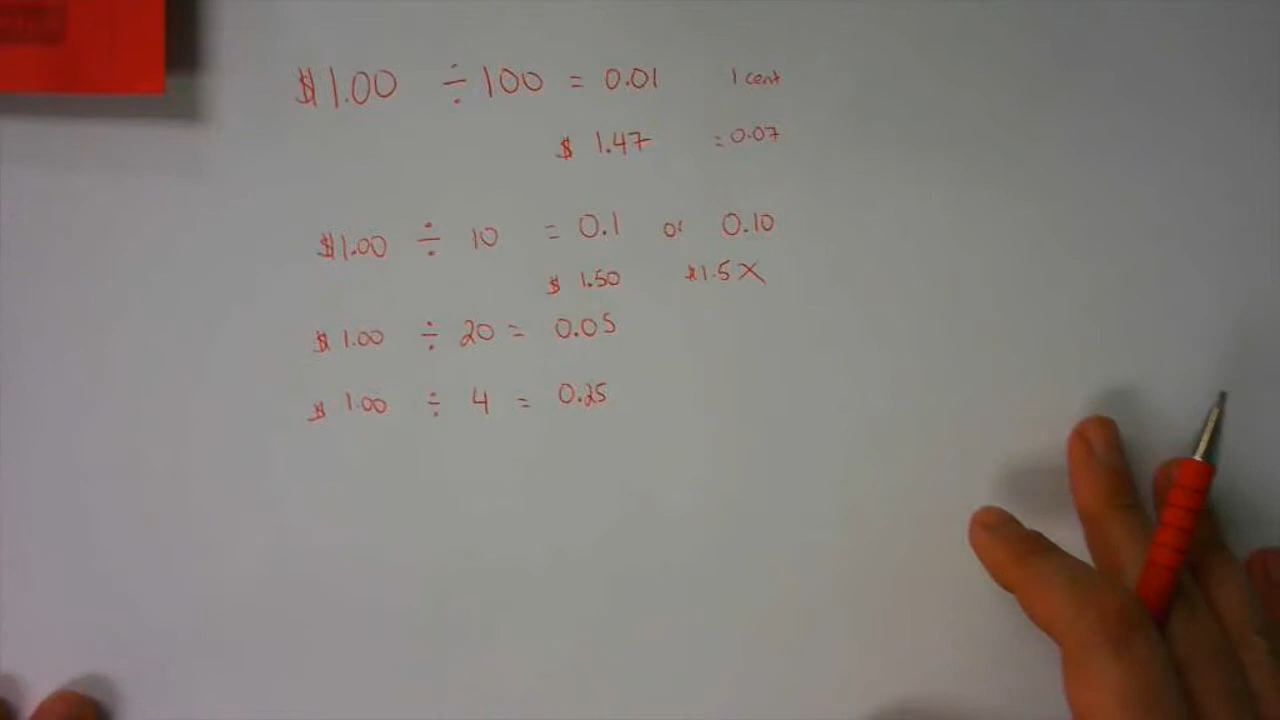 $1.00 ÷ 100 = 0.01 1 cent
$ 1.47 = 0.07
$1.00 ÷ 10 = 0.1 or 0.10
$ 1.50 $1.5 X
$ 1.00 ÷ 20 = 0.05
$ 1.00 ÷ 4 = 0.25